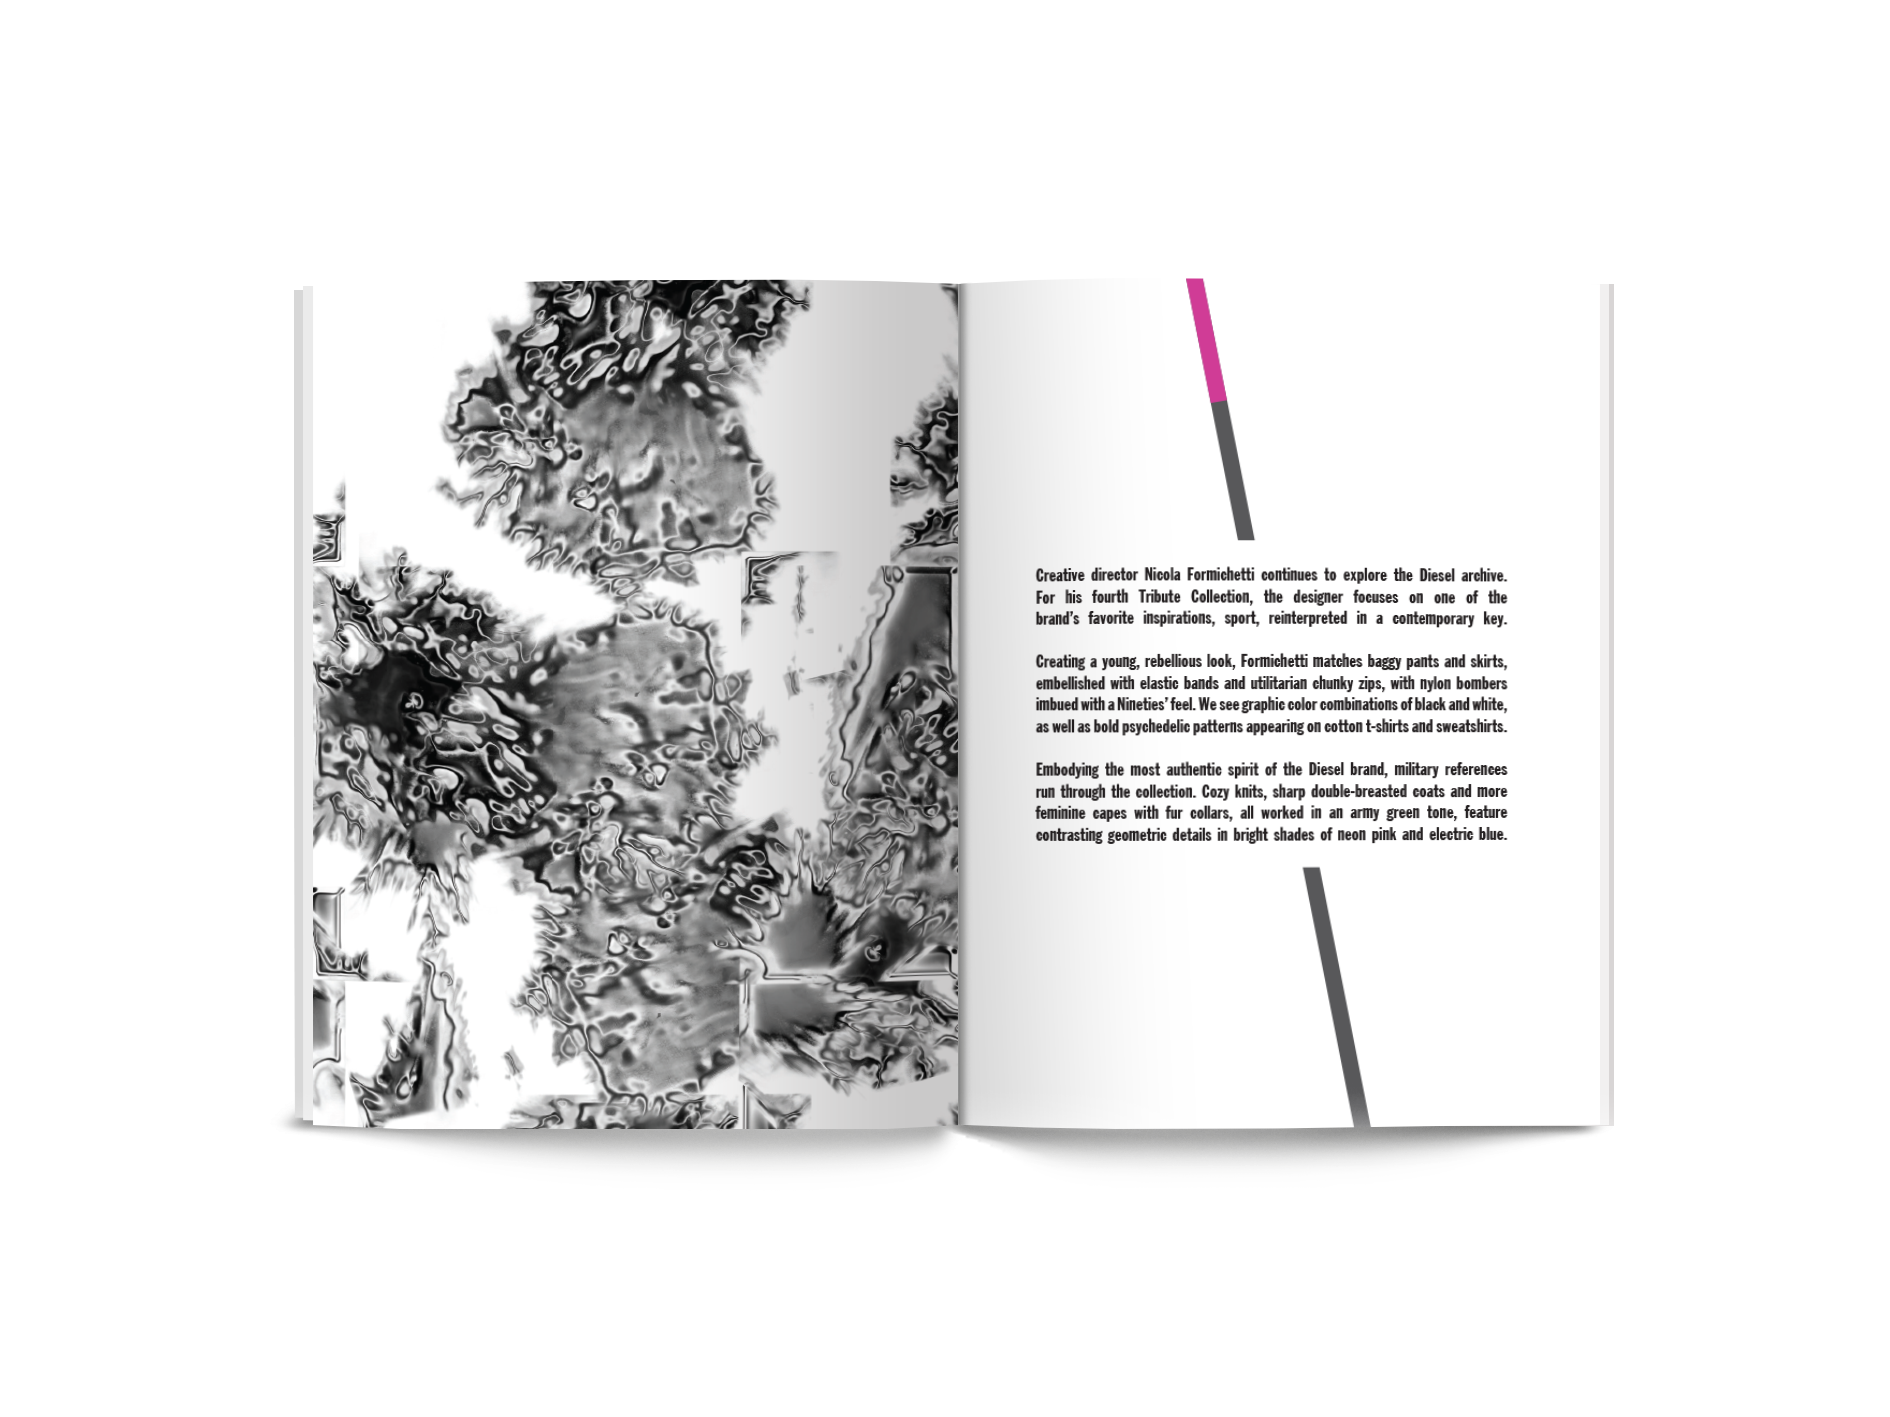 Creative director Nicola Formichetti continues to explore the Diesel archive.
For his fourth Tribute Collection, the designer focuses on one of the
brand's favorite inspirations, sport, reinterpreted in a contemporary key.
Creating a young, rebellious look, Formichetti matches baggy pants and skirts,
embellished with elastic bands and utilitarian chunky zips, with nylon bombers
imbued with a Nineties' feel. We see graphic color combinations of black and white,
as well as bold psychedelic patterns appearing on cotton t-shirts and sweatshirts.
Embodying the most authentic spirit of the Diesel brand, military references
run through the collection. Cozy knits, sharp double-breasted coats and more
feminine capes with fur collars, all worked in an army green tone, feature
contrasting geometric details in bright shades of neon pink and electric blue.